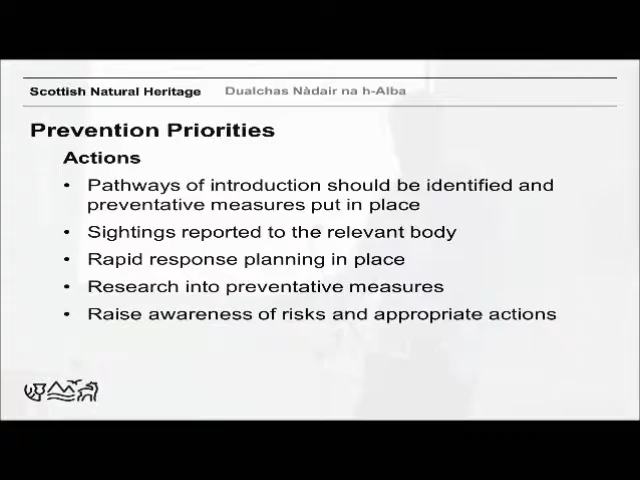 Scottish Natural Heritage Dualchas Nàdair na h-Alba
Prevention Priorities
Actions
• Pathways of introduction should be identified and
preventative measures put in place
• Sightings reported to the relevant body
• Rapid response planning in place
• Research into preventative measures
• Raise awareness of risks and appropriate actions